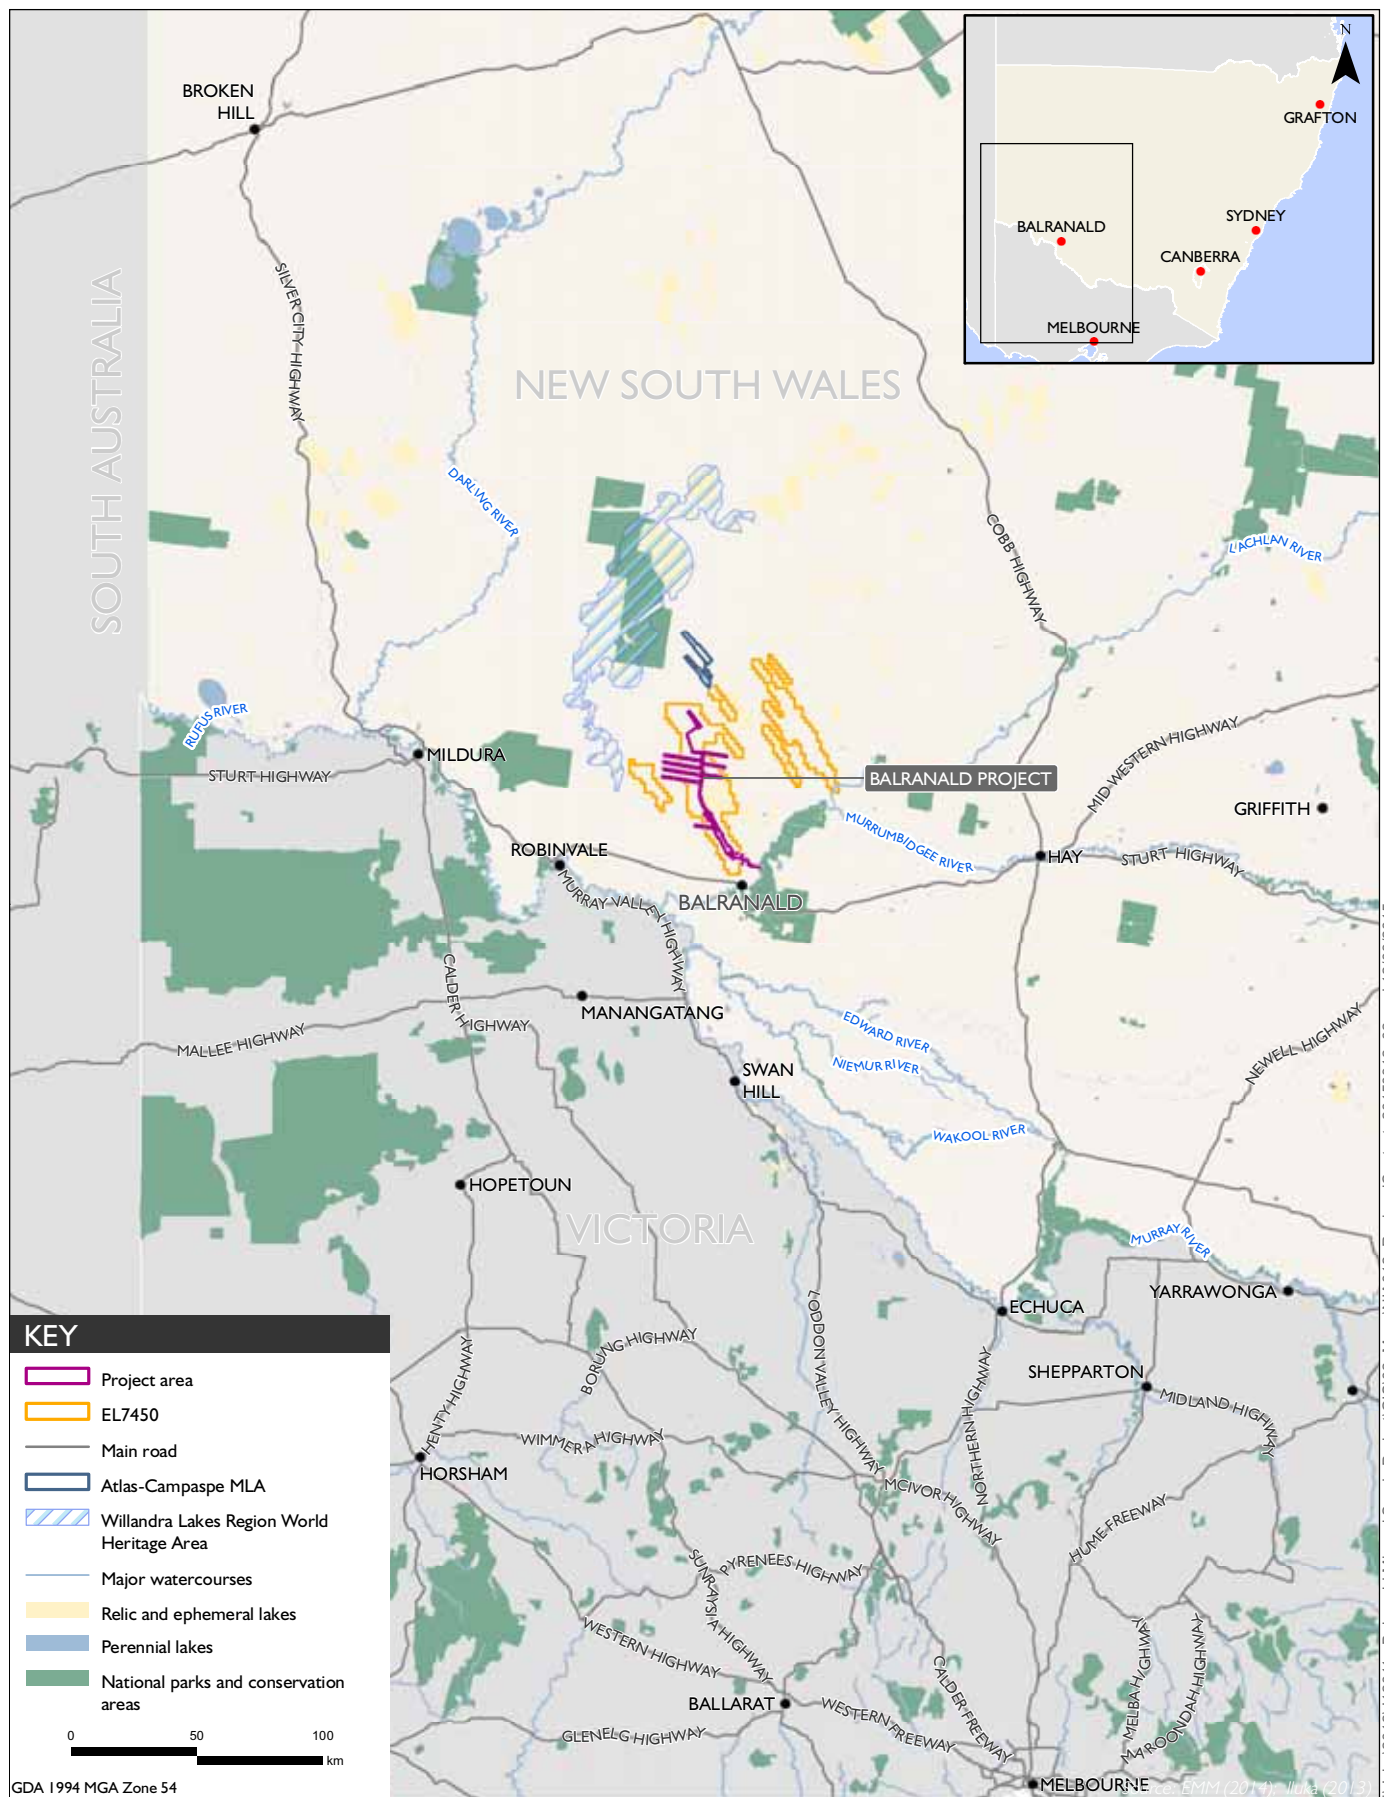 BROKEN
HILL
N
GRAFTON
SYDNEY
BALRANALD
CANBERRA
MELBOURNE
SOUTH AUSTRALIA
SILVER CITY HIGHWAY
NEW SOUTH WALES
DARLING RIVER
COBB HIGHWAY
LACHLAN RIVER
RUFUS RIVER
MILDURA
STURT HIGHWAY
BALRANALD PROJECT
MID WESTERN HIGHWAY
GRIFFITH
MURRUMBIDGEE RIVER
ROBINVALE
HAY
STURT HIGHWAY
MURRAY VALLEY HIGHWAY
BALRANALD
CALDER HIGHWAY
MANANGATANG
MALLEE HIGHWAY
EDWARD RIVER
NIEMUR RIVER
NEWELL HIGHWAY
SWAN
HILL
WAKOOL RIVER
HOPETOUN
VICTORIA
MURRAY RIVER
YARRAWONGA
ECHUCA
LODDON VALLEY HIGHWAY
BORUNG HIGHWAY
HENTY HIGHWAY
NORTHERN HIGHWAY
SHEPPARTON
MIDLAND HIGHWAY
WIMMERA HIGHWAY
HORSHAM
MCIVOR HIGHWAY
HUME FREEWAY
PYRENEES HIGHWAY
SUNRAYSIA HIGHWAY
WESTERN HIGHWAY
CALDER FREEWAY
MELBA HIGHWAY
MAROONDAH HIGHWAY
BALLARAT
WESTERN FREEWAY
GLENELG HIGHWAY
MELBOURNE
KEY
Project area
EL7450
Main road
Atlas-Campaspe MLA
Willandra Lakes Region World
Heritage Area
Major watercourses
Relic and ephemeral lakes
Perennial lakes
National parks and conservation
areas
0 50 100
km
GDA 1994 MGA Zone 54
Source: EMM (2014); Iluka (2013)